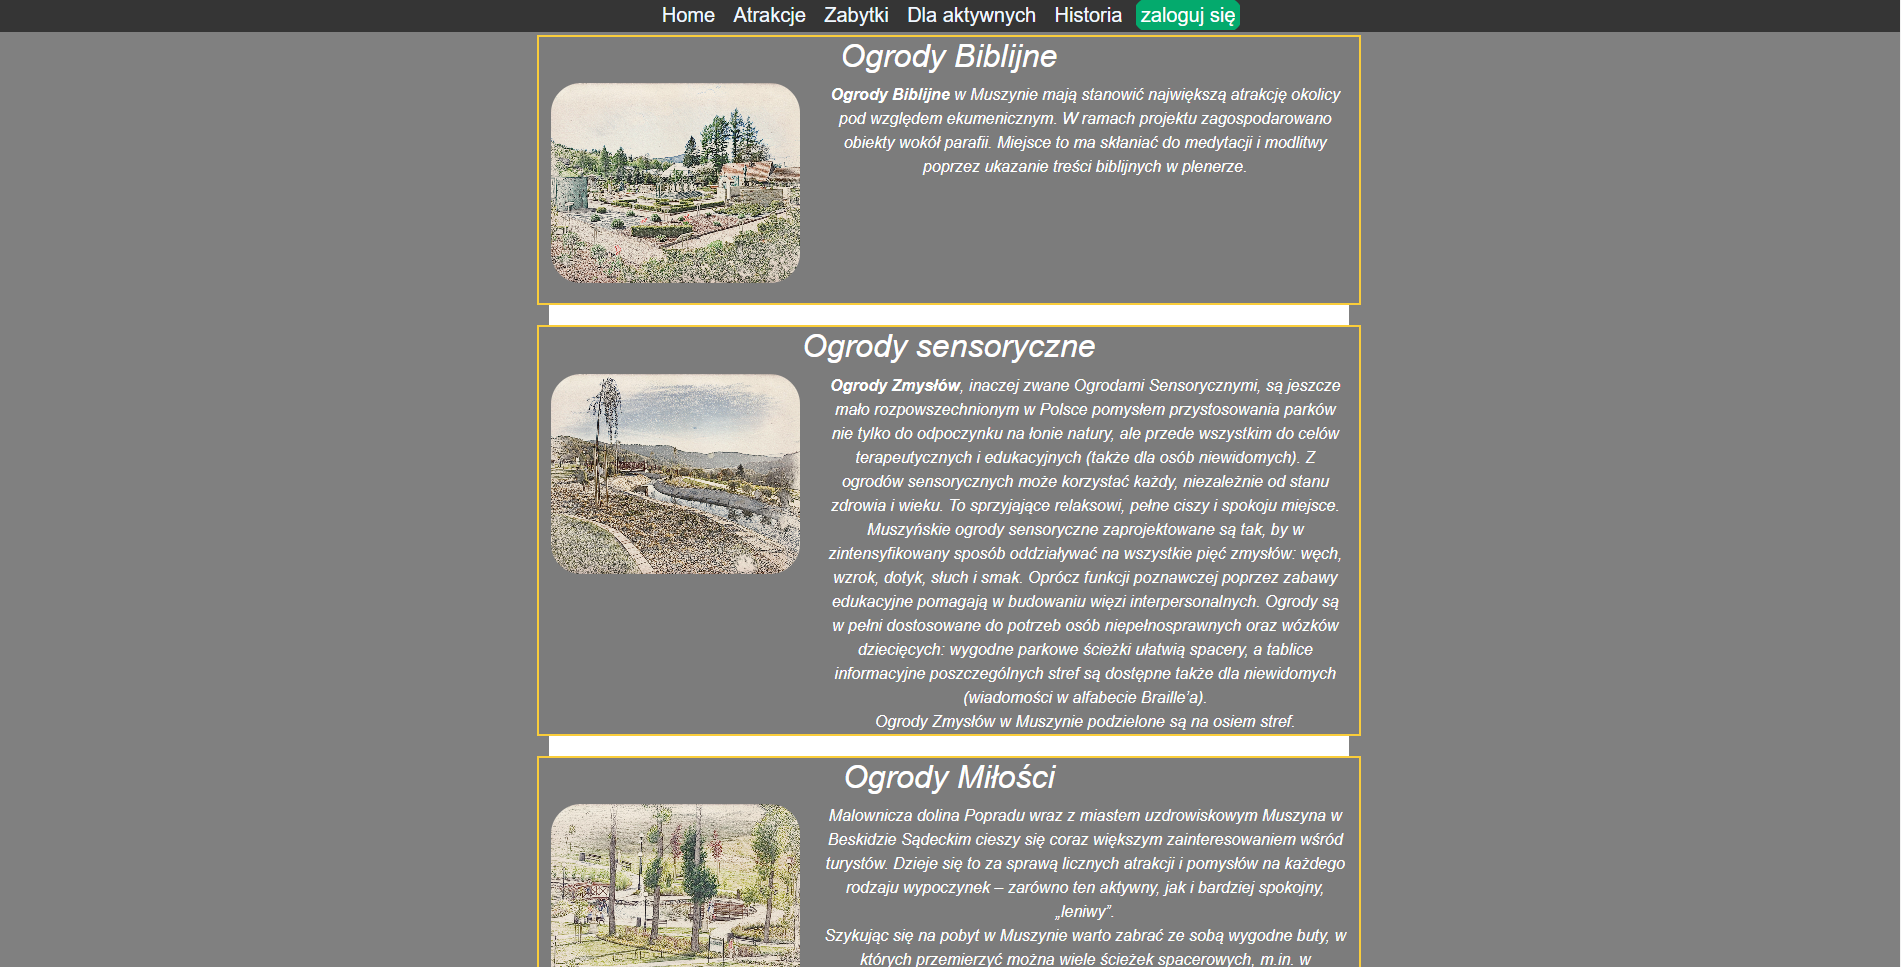 Home Atrakcje Zabytki Dla aktywnych Historia zaloguj się
Ogrody Biblijne
Ogrody Biblijne w Muszynie mają stanowić największą atrakcję okolicy
pod względem ekumenicznym. W ramach projektu zagospodarowano
obiekty wokół parafii. Miejsce to ma skłaniać do medytacji i modlitwy
poprzez ukazanie treści biblijnych w plenerze.
Ogrody sensoryczne
Ogrody Zmysłów, inaczej zwane Ogrodami Sensorycznymi, są jeszcze
mało rozpowszechnionym w Polsce pomysłem przystosowania parków
nie tylko do odpoczynku na łonie natury, ale przede wszystkim do celów
terapeutycznych i edukacyjnych (także dla osób niewidomych). Z
ogrodów sensorycznych może korzystać każdy, niezależnie od stanu
zdrowia i wieku. To sprzyjające relaksowi, pełne ciszy i spokoju miejsce.
Muszyńskie ogrody sensoryczne zaprojektowane są tak, by w
zintensyfikowany sposób oddziaływać na wszystkie pięć zmysłów: węch,
wzrok, dotyk, słuch i smak. Oprócz funkcji poznawczej poprzez zabawy
edukacyjne pomagają w budowaniu więzi interpersonalnych. Ogrody są
w pełni dostosowane do potrzeb osób niepełnosprawnych oraz wózków
dziecięcych: wygodne parkowe ścieżki ułatwią spacery, a tablice
informacyjne poszczególnych stref są dostępne także dla niewidomych
(wiadomości w alfabecie Braille’a).
Ogrody Zmysłów w Muszynie podzielone są na osiem stref.
Ogrody Miłości
Malownicza dolina Popradu wraz z miastem uzdrowiskowym Muszyna w
Beskidzie Sądeckim cieszy się coraz większym zainteresowaniem wśród
turystów. Dzieje się to za sprawą licznych atrakcji i pomysłów na każdego
rodzaju wypoczynek – zarówno ten aktywny, jak i bardziej spokojny,
„leniwy”.
Szykując się na pobyt w Muszynie warto zabrać ze sobą wygodne buty, w
których przemierzyć można wiele ścieżek spacerowych, m.in. w